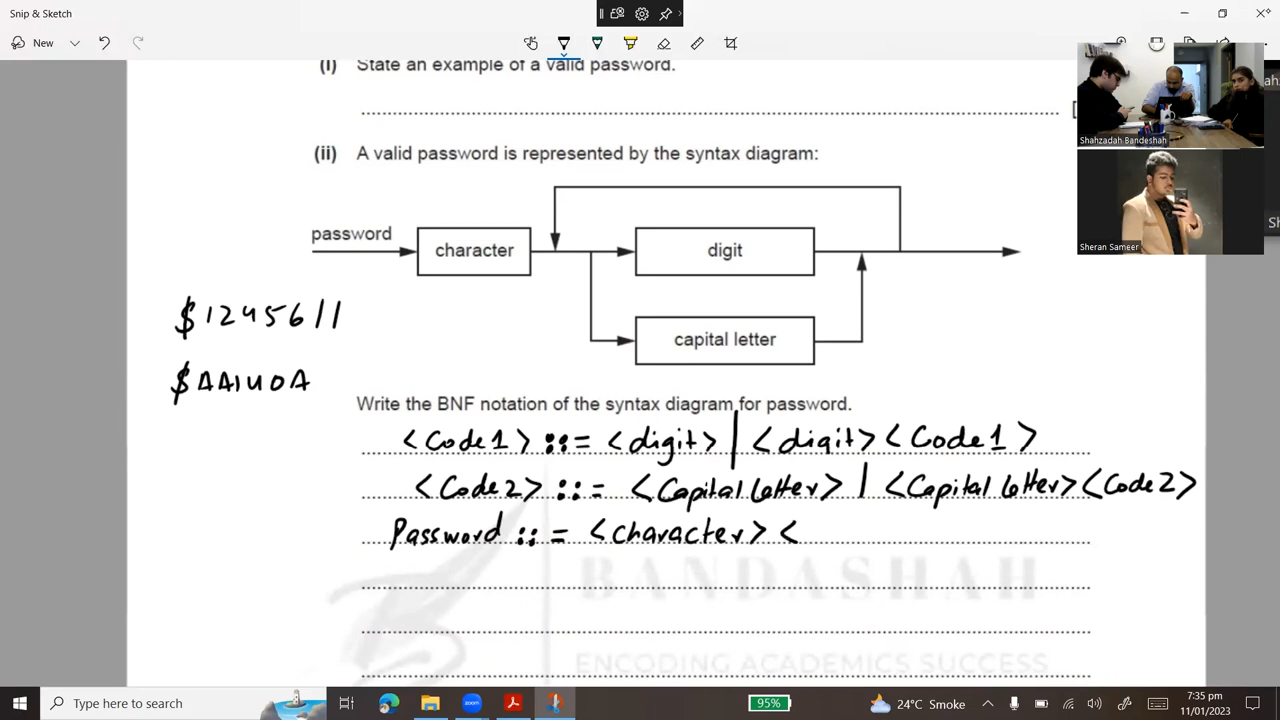 Snip & Sketch
New
(i) State an example of a valid password.
(ii) A valid password is represented by the syntax diagram:
password
character
digit
capital letter
$1245611
$AA140A
Write the BNF notation of the syntax diagram for password.
<Code1> ::= <digit> | <digit><Code1>
<Code2> ::= <Capital letter> | <Capital letter><Code2>
Password ::= <character> <
BANDASHAH
ENCODING ACADEMICS SUCCESS
Shahzadah Bandeshah
Sheran Sameer
Type here to search
zoom
95%
24°C Smoke
7:35 pm
11/01/2023